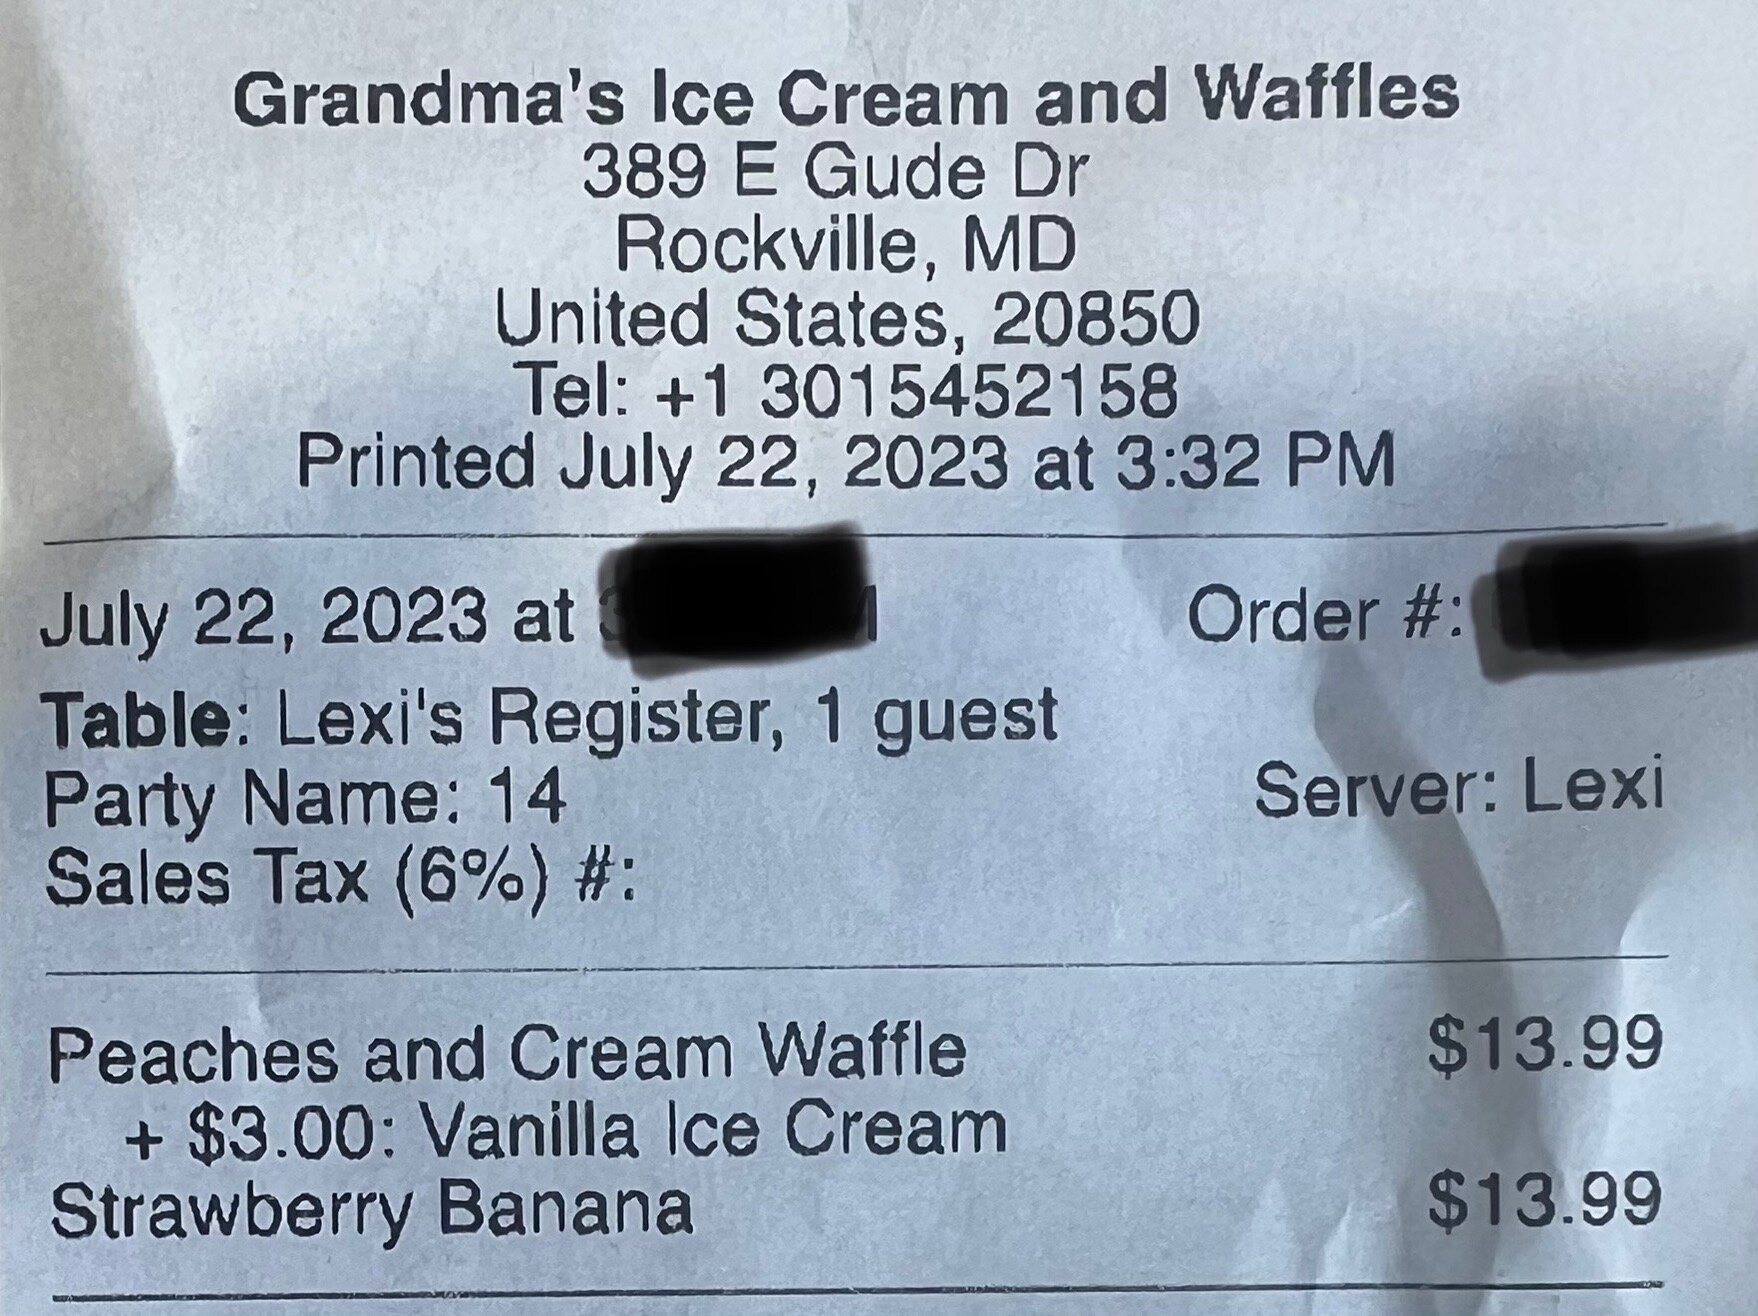 Grandma's Ice Cream and Waffles
389 E Gude Dr
Rockville, MD
United States, 20850
Tel: +1 3015452158
Printed July 22, 2023 at 3:32 PM
July 22, 2023 at Order #:
Table: Lexi's Register, 1 guest
Party Name: 14 Server: Lexi
Sales Tax (6%) #:
Peaches and Cream Waffle $13.99
+ $3.00: Vanilla Ice Cream
Strawberry Banana $13.99